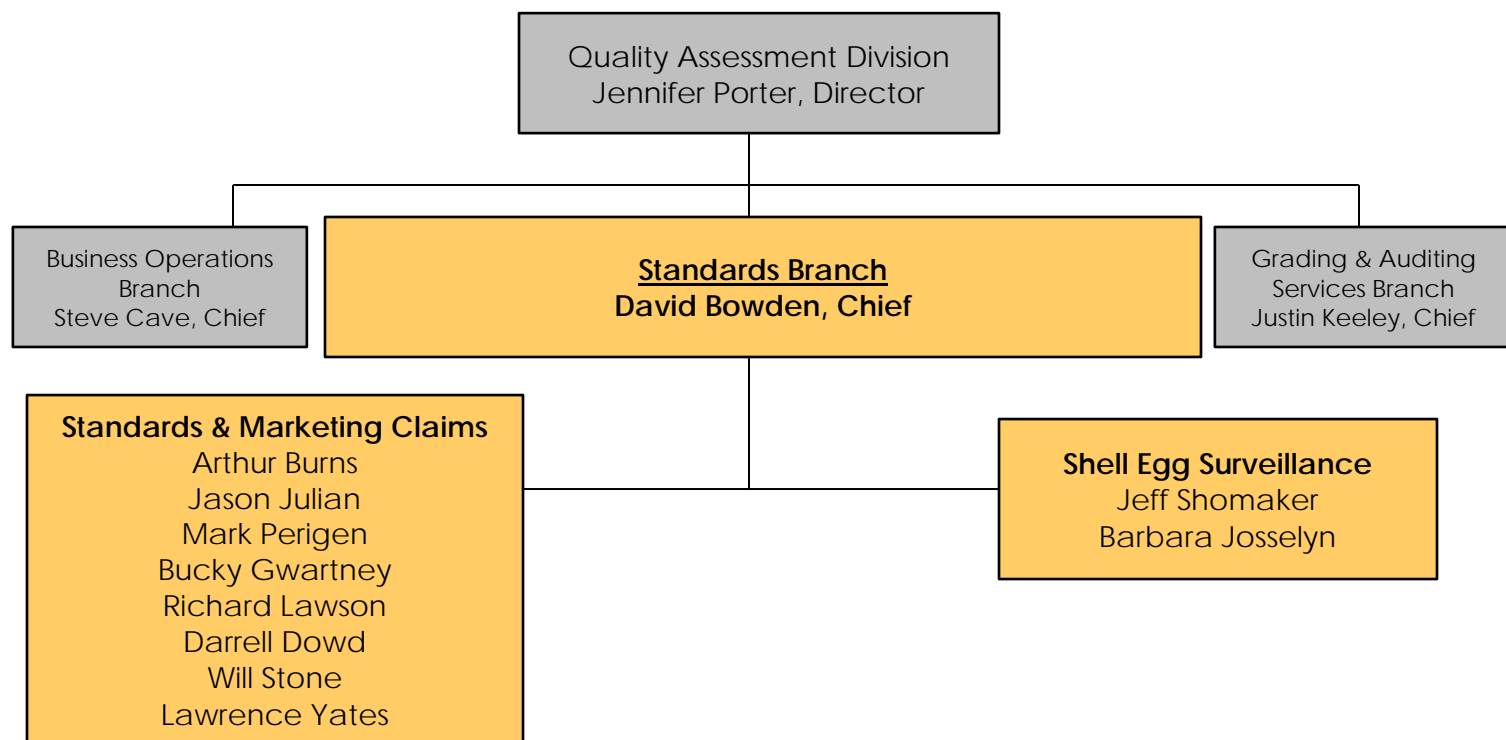 Quality Assessment Division
Jennifer Porter, Director
Business Operations
Branch
Steve Cave, Chief
Standards Branch
David Bowden, Chief
Grading & Auditing
Services Branch
Justin Keeley, Chief
Standards & Marketing Claims
Arthur Burns
Jason Julian
Mark Perigen
Bucky Gwartney
Richard Lawson
Darrell Dowd
Will Stone
Lawrence Yates
Shell Egg Surveillance
Jeff Shomaker
Barbara Josselyn